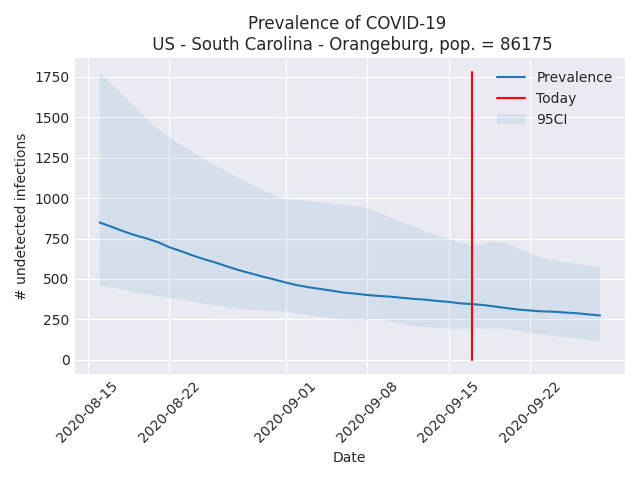 Prevalence of COVID-19
US - South Carolina - Orangeburg, pop. = 86175
Prevalence
Today
95CI
# undetected infections
1750
1500
1250
1000
750
500
250
0
2020-08-15
2020-08-22
2020-09-01
2020-09-08
2020-09-15
2020-09-22
Date